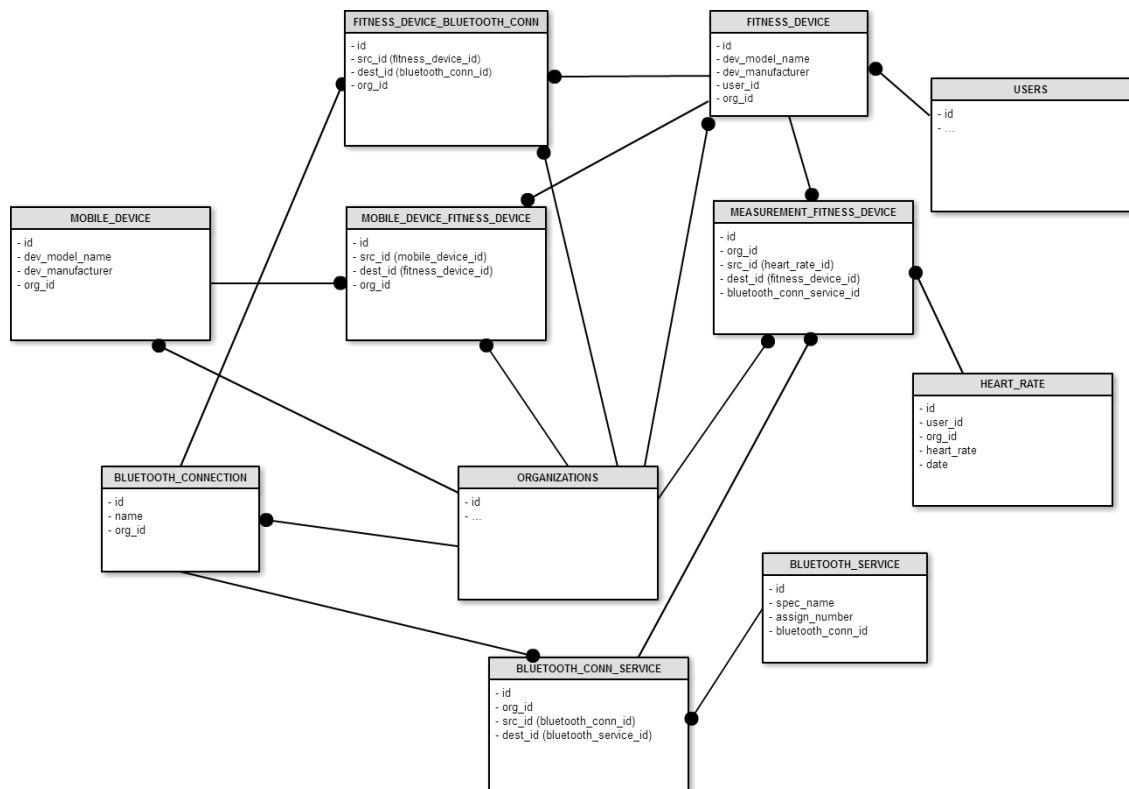 FITNESS_DEVICE_BLUETOOTH_CONN
- id
- src_id (fitness_device_id)
- dest_id (bluetooth_conn_id)
- org_id
FITNESS_DEVICE
- id
- dev_model_name
- dev_manufacturer
- user_id
- org_id
USERS
- id
- ...
MOBILE_DEVICE
- id
- dev_model_name
- dev_manufacturer
- org_id
MOBILE_DEVICE_FITNESS_DEVICE
- id
- src_id (mobile_device_id)
- dest_id (fitness_device_id)
- org_id
MEASUREMENT_FITNESS_DEVICE
- id
- org_id
- src_id (heart_rate_id)
- dest_id (fitness_device_id)
- bluetooth_conn_service_id
HEART_RATE
- id
- user_id
- org_id
- heart_rate
- date
BLUETOOTH_CONNECTION
- id
- name
- org_id
ORGANIZATIONS
- id
- ...
BLUETOOTH_SERVICE
- id
- spec_name
- assign_number
- bluetooth_conn_id
BLUETOOTH_CONN_SERVICE
- id
- org_id
- src_id (bluetooth_conn_id)
- dest_id (bluetooth_service_id)